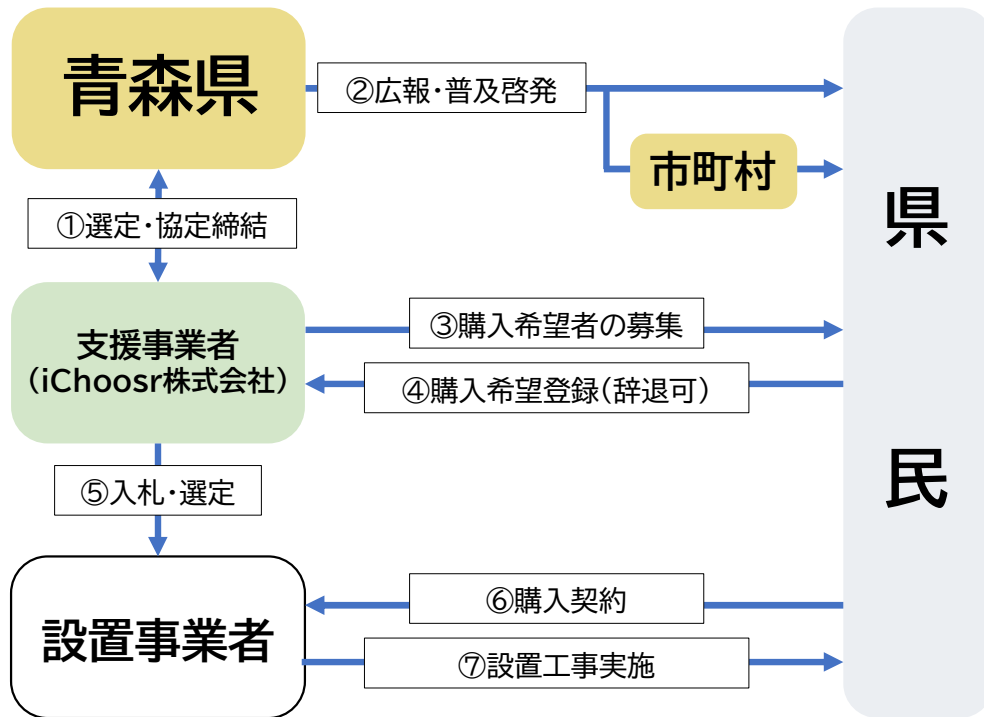 青森県
②広報・普及啓発
市町村
①選定・協定締結
県
民
支援事業者
（iChoosr株式会社）
③購入希望者の募集
④購入希望登録（辞退可）
⑤入札・選定
設置事業者
⑥購入契約
⑦設置工事実施